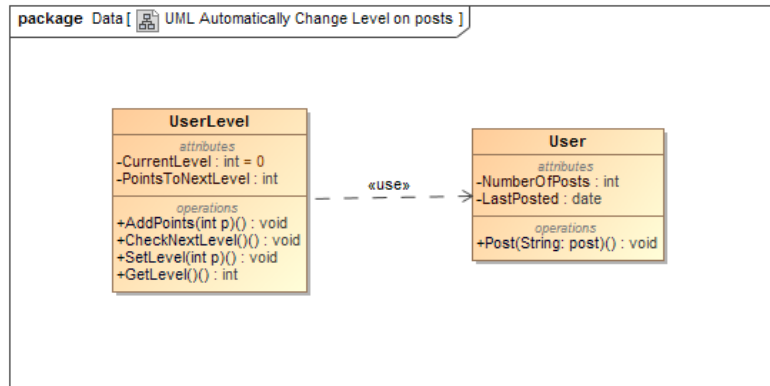 package Data [ UML Automatically Change Level on posts ]
UserLevel
attributes
-CurrentLevel : int = 0
-PointsToNextLevel : int
operations
+AddPoints(int p)() : void
+CheckNextLevel()() : void
+SetLevel(int p)() : void
+GetLevel()() : int
«use»
User
attributes
-NumberOfPosts : int
-LastPosted : date
operations
+Post(String: post)() : void